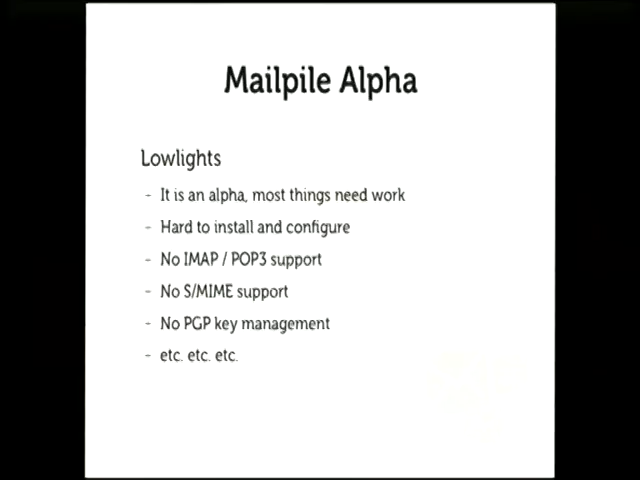 Mailpile Alpha
Lowlights
- It is an alpha, most things need work
- Hard to install and configure
- No IMAP / POP3 support
- No S/MIME support
- No PGP key management
- etc. etc. etc.